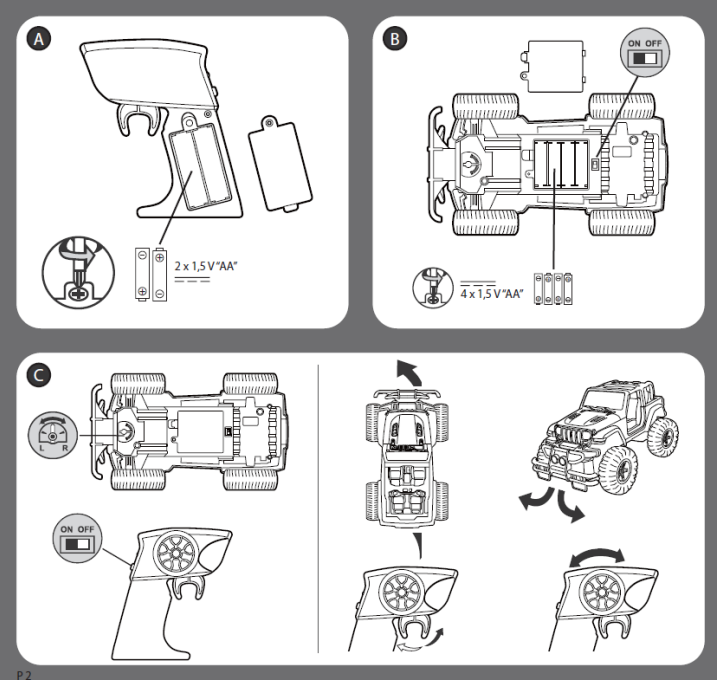 A
2 x 1,5 V “AA”
B
ON OFF
4 x 1,5 V “AA”
C
L R
ON OFF
P.2